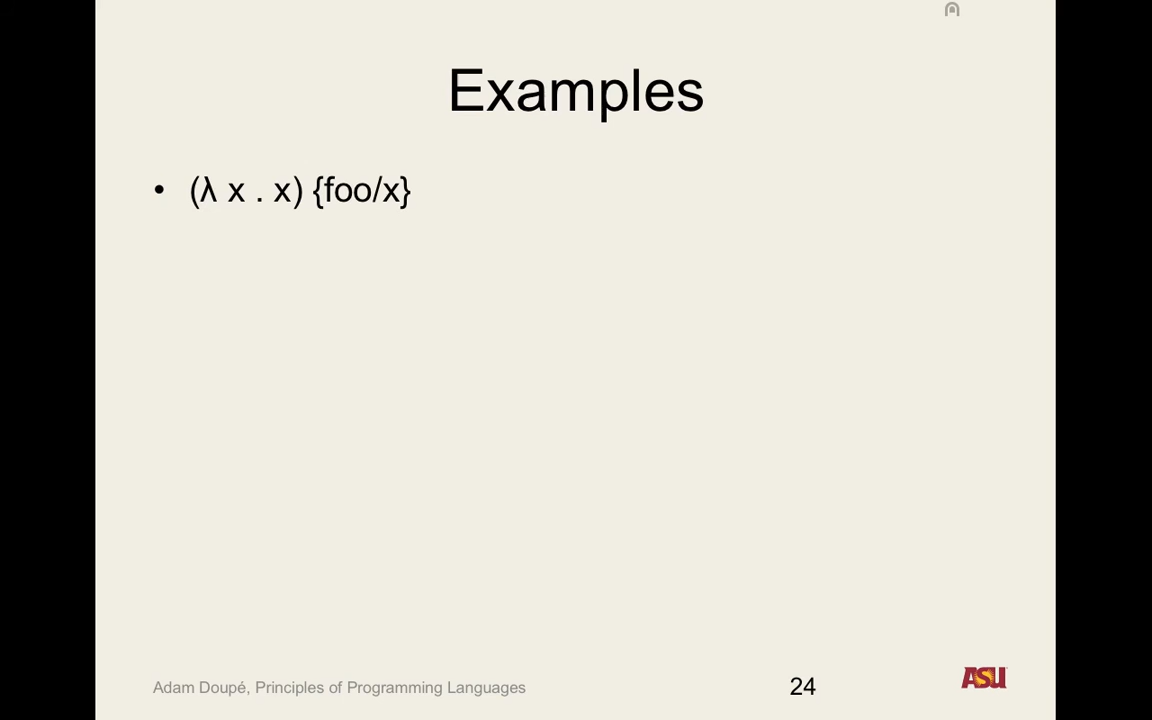 Examples
• (λ x . x) {foo/x}
Adam Doupé, Principles of Programming Languages
24
ASU